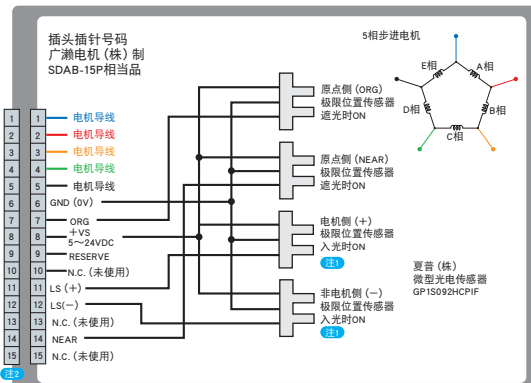 插头插针号码
广濑电机（株）制
SDAB-15P相当品
5相步进电机
E相
A相
D相
B相
C相
1 1 电机导线
2 2 电机导线
3 3 电机导线
4 4 电机导线
5 5 电机导线
6 6 GND (0V)
7 7 ORG
8 8 +VS
5～24VDC
9 9 RESERVE
10 10 N.C.（未使用）
11 11 LS（+）
12 12 LS(−)
13 13 N.C.（未使用）
14 14 NEAR
15 15 N.C.（未使用）
注2
原点侧（ORG）
极限位置传感器
遮光时ON
原点侧（NEAR）
极限位置传感器
遮光时ON
电机侧（+）
极限位置传感器
入光时ON
注1
非电机侧（−）
极限位置传感器
入光时ON
注1
夏普（株）
微型光电传感器
GP1S092HCPIF